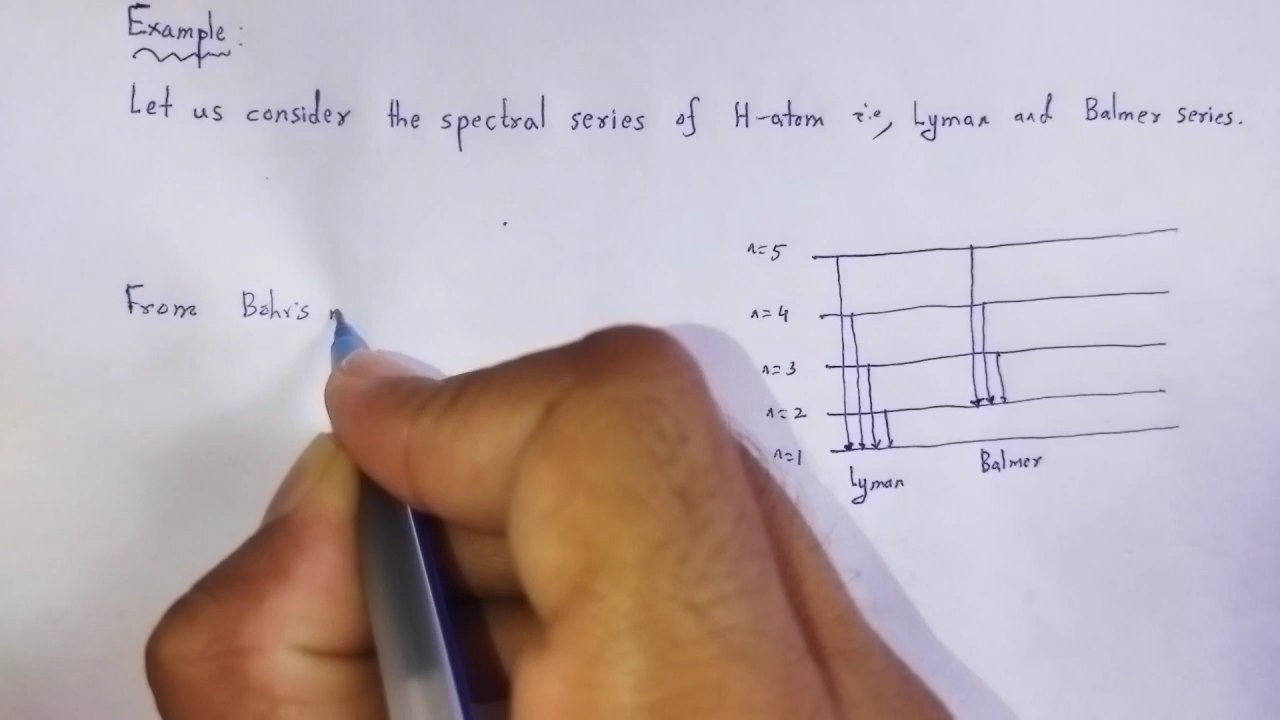 Example:
Let us consider the spectral series of H-atom i.e, Lyman and Balmer series.
From Bohr's
n=5
n=4
n=3
n=2
n=1
Lyman
Balmer